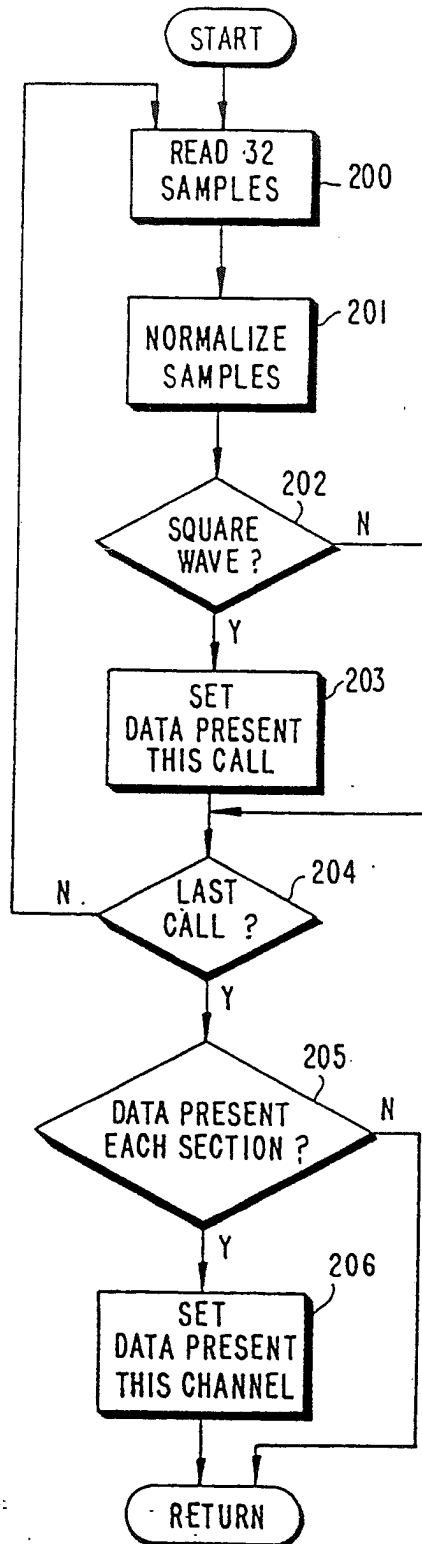 START
READ 32
SAMPLES
200
NORMALIZE
SAMPLES
201
SQUARE
WAVE ?
202
N
Y
SET
DATA PRESENT
THIS CALL
203
LAST
CALL ?
204
N
Y
DATA PRESENT
EACH SECTION ?
205
N
Y
SET
DATA PRESENT
THIS CHANNEL
206
RETURN